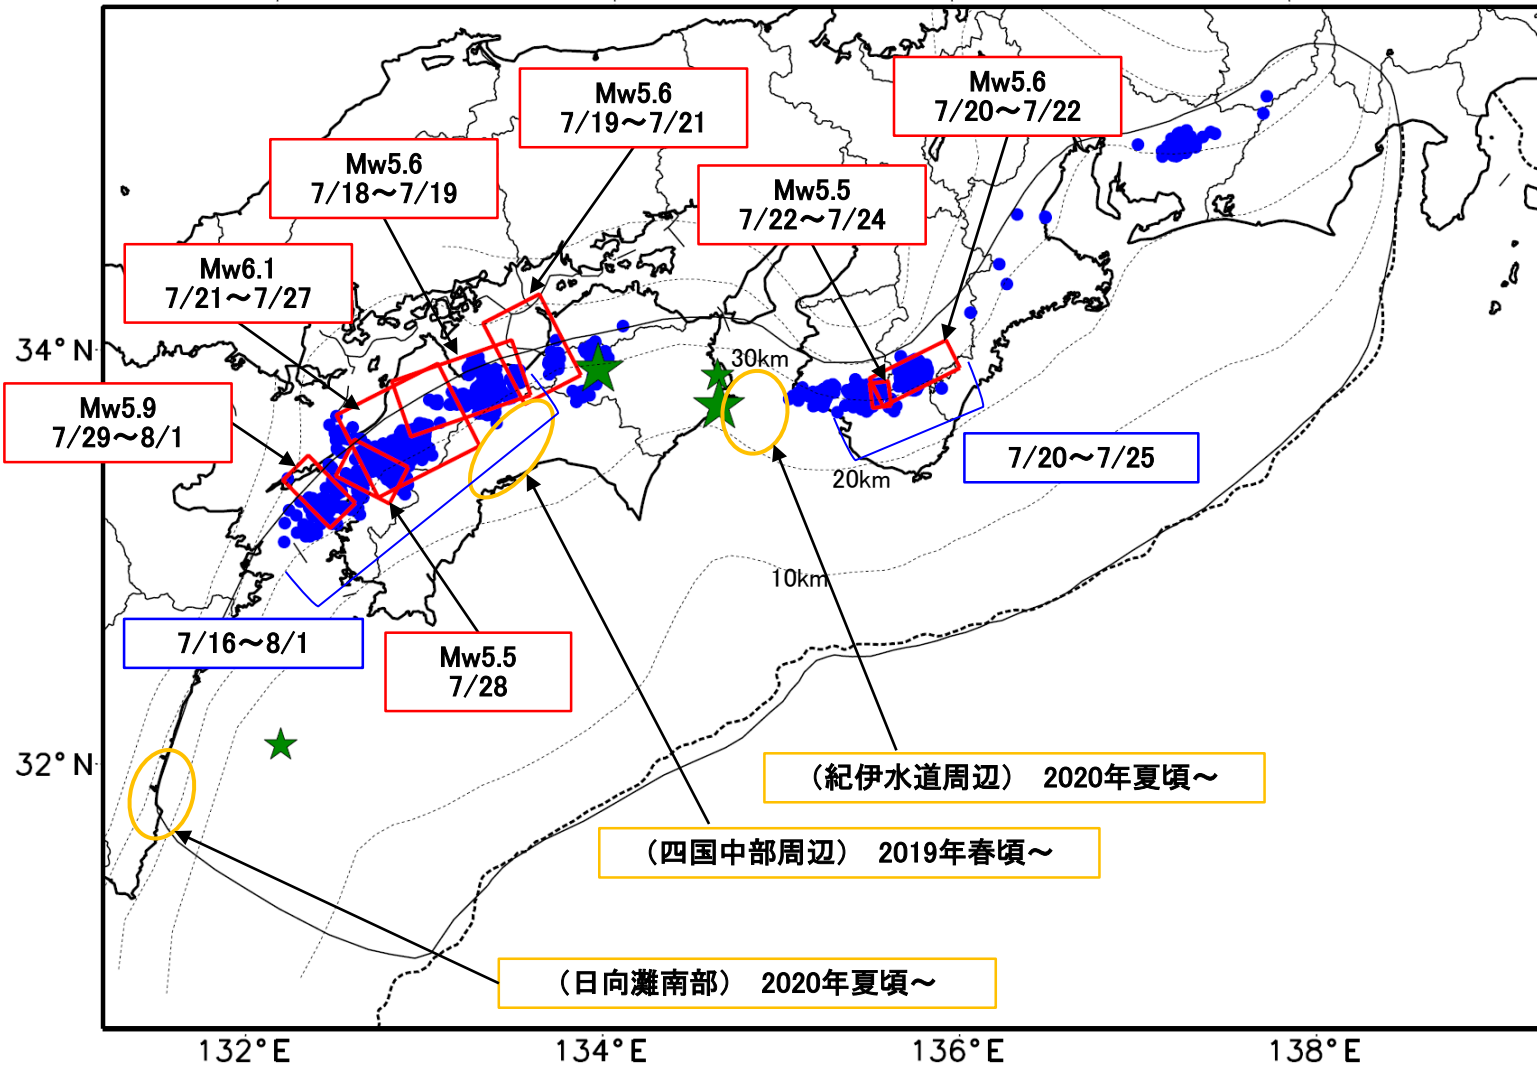 Mw5.6
7/19～7/21
Mw5.6
7/20～7/22
Mw5.6
7/18～7/19
Mw5.5
7/22～7/24
Mw6.1
7/21～7/27
34°N
30km
Mw5.9
7/29～8/1
7/20～7/25
20km
10km
7/16～8/1
Mw5.5
7/28
32°N
（紀伊水道周辺） 2020年夏頃～
（四国中部周辺） 2019年春頃～
（日向灘南部） 2020年夏頃～
132°E
134°E
136°E
138°E